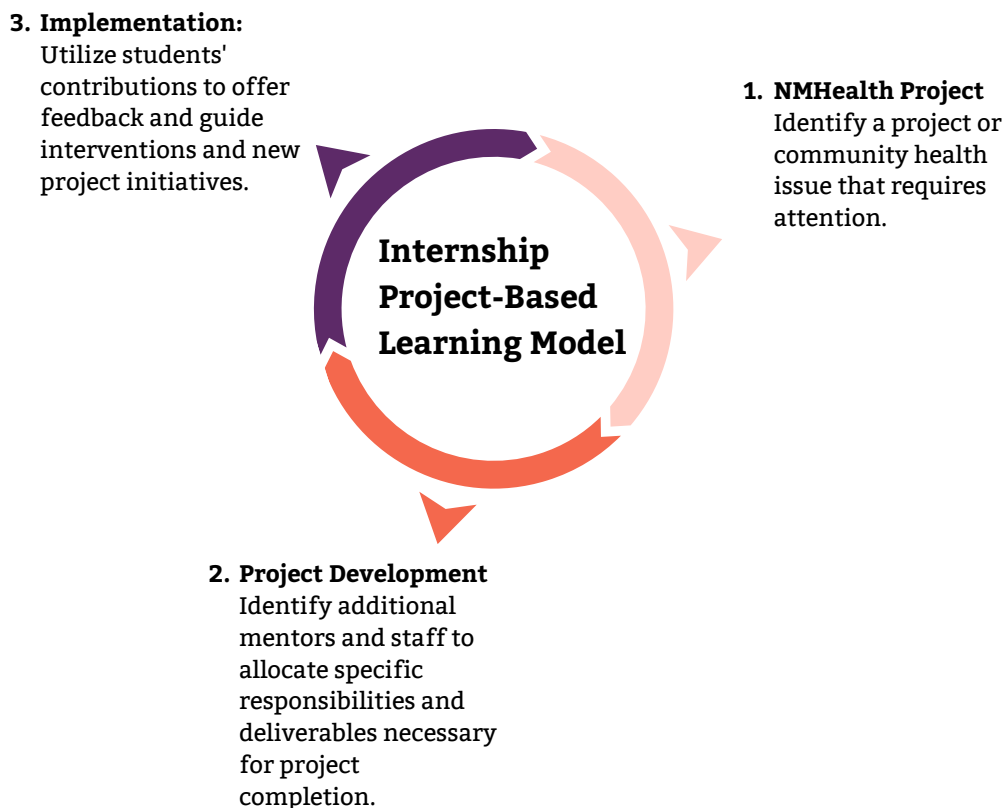 Internship
Project-Based
Learning Model
1. NMHealth Project
Identify a project or
community health
issue that requires
attention.
2. Project Development
Identify additional
mentors and staff to
allocate specific
responsibilities and
deliverables necessary
for project
completion.
3. Implementation:
Utilize students'
contributions to offer
feedback and guide
interventions and new
project initiatives.